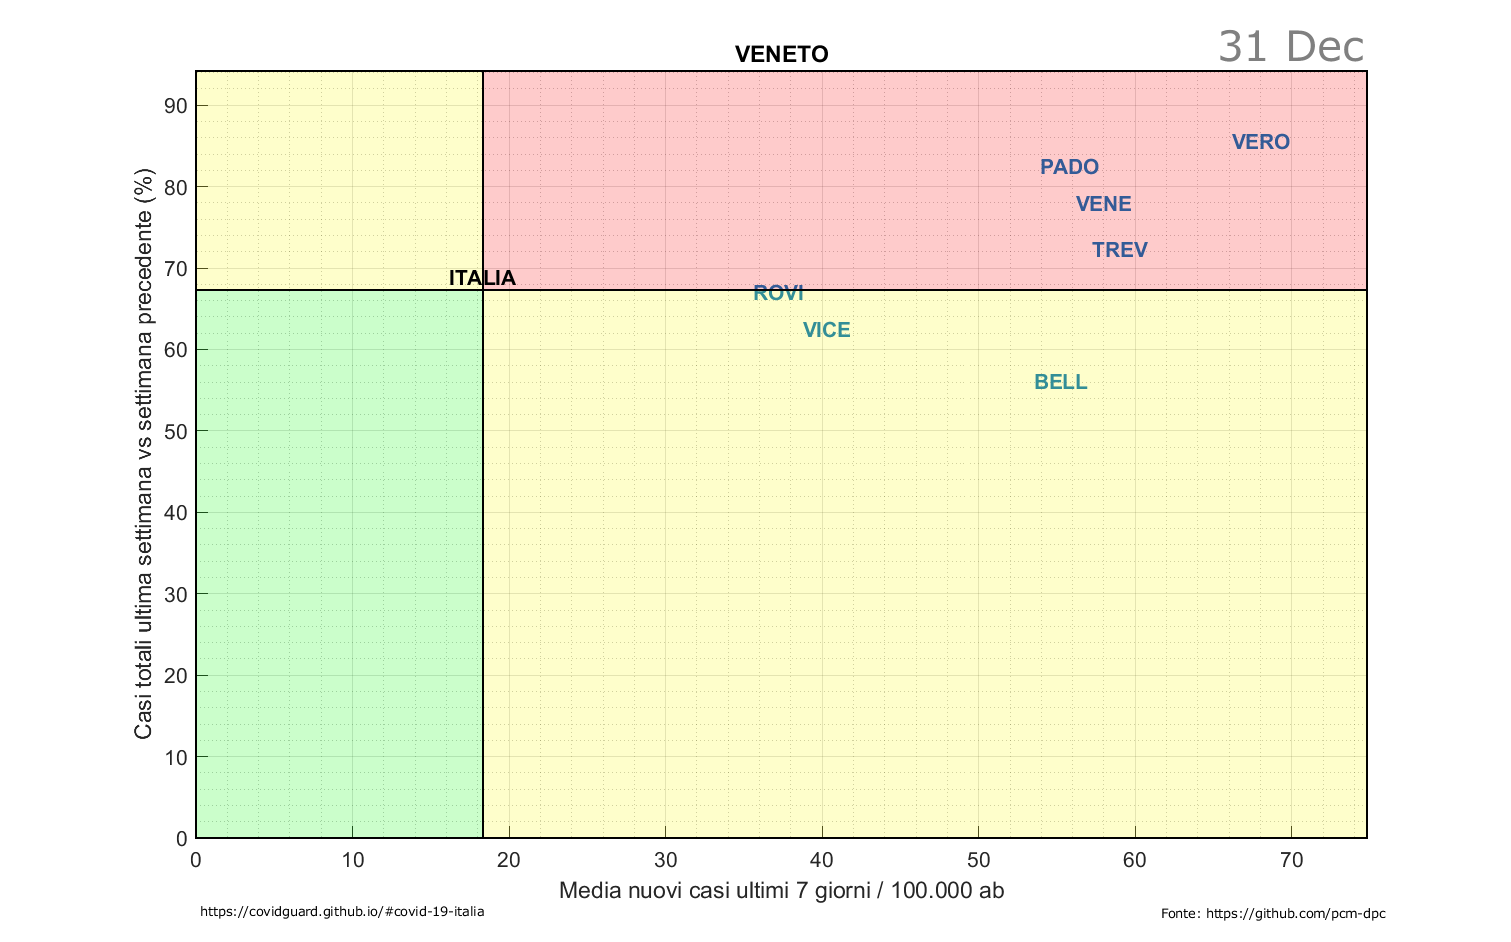 31 Dec
VENETO
Casi totali ultima settimana vs settimana precedente (%)
90
80
70
60
50
40
30
20
10
0
VERO
PADO
VENE
TREV
ITALIA
ROVI
VICE
BELL
0 10 20 30 40 50 60 70
Media nuovi casi ultimi 7 giorni / 100.000 ab
https://covidguard.github.io/#covid-19-italia
Fonte: https://github.com/pcm-dpc